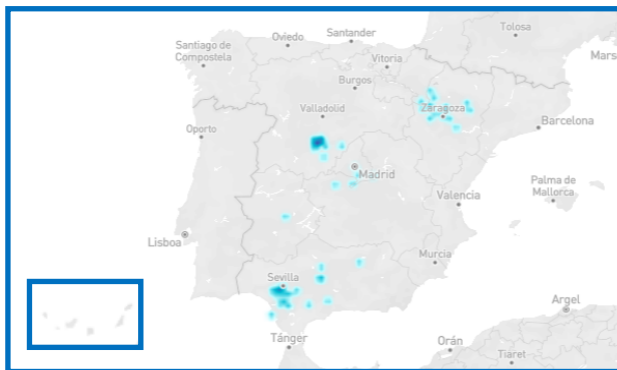 Tolosa
Santander
Oviedo
Santiago de
Compostela
Vitoria
Mars
Burgos
Valladolid
Zaragoza
Barcelona
Oporto
Madrid
Palma de
Mallorca
Valencia
Lisboa
Murcia
Sevilla
Argel
Tánger
Orán
Tiaret